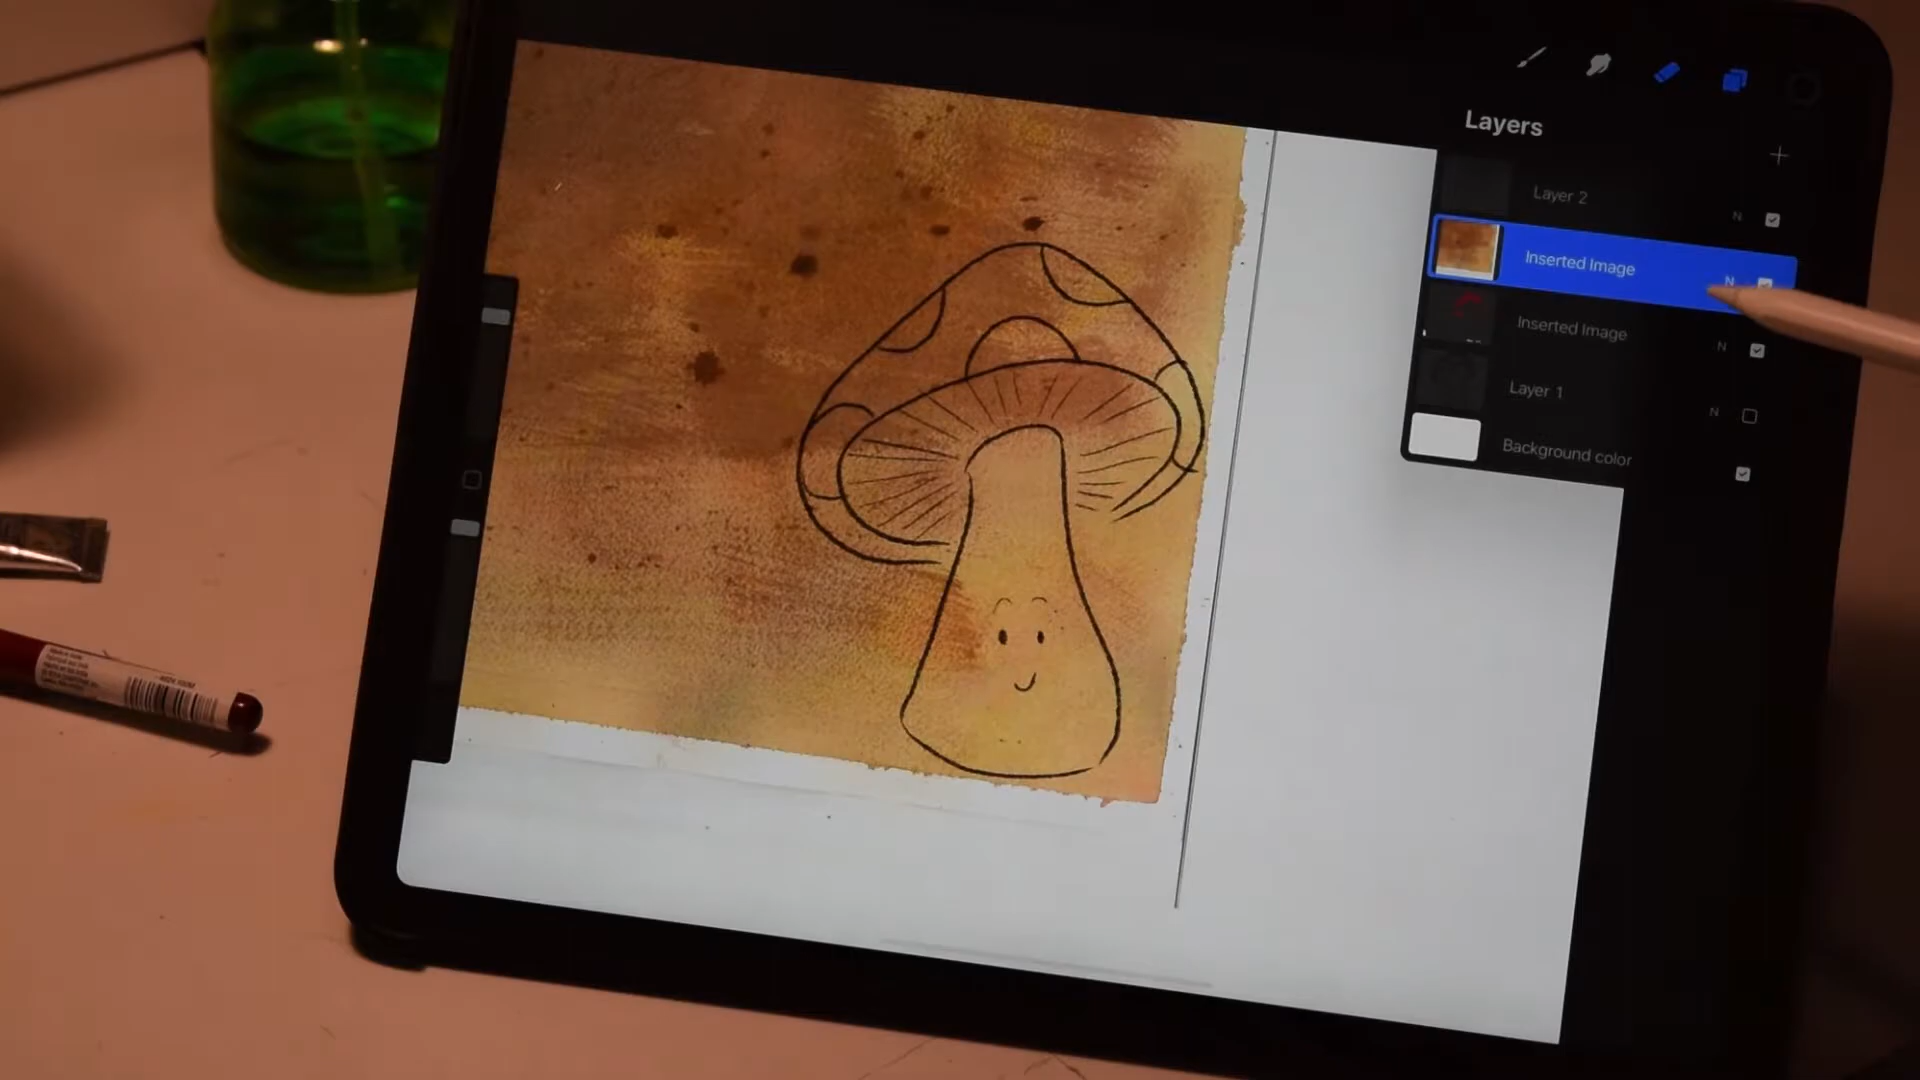 Layers
Layer 2
N
Inserted Image
N
Inserted Image
N
Layer 1
N
Background color